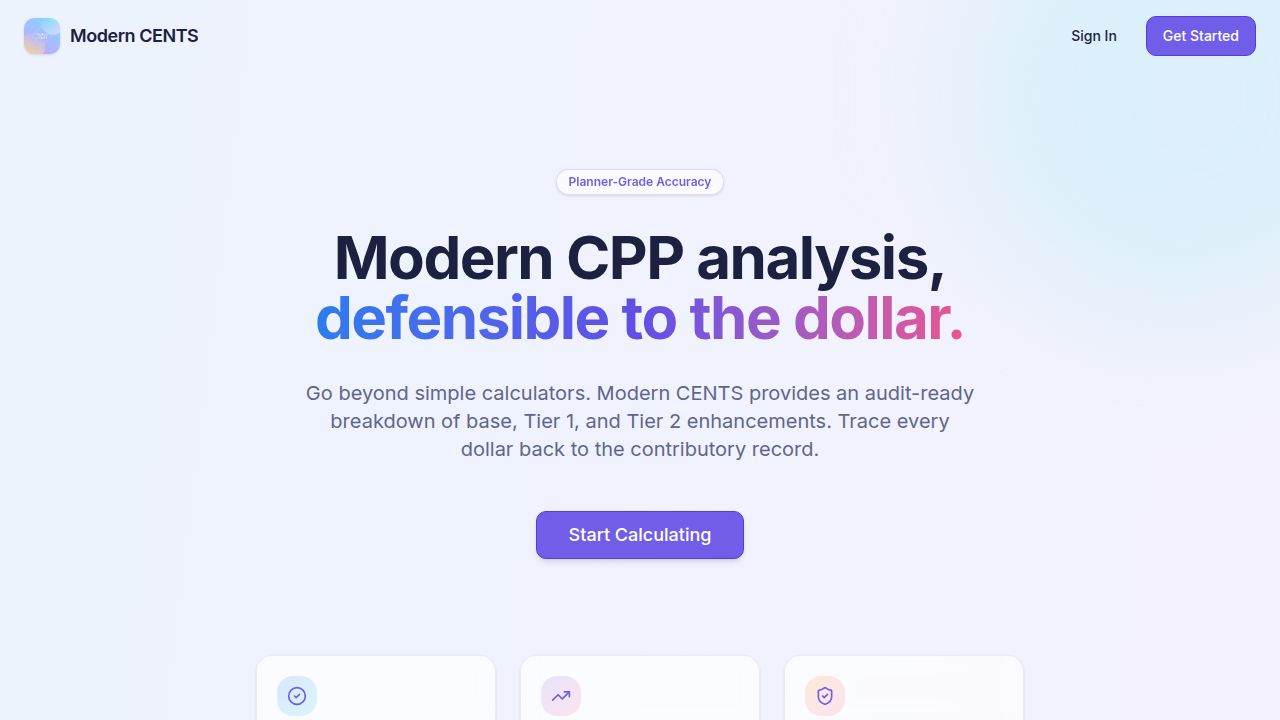 Modern CENTS
Sign In
Get Started
Planner-Grade Accuracy
Modern CPP analysis,
defensible to the dollar.
Go beyond simple calculators. Modern CENTS provides an audit-ready
breakdown of base, Tier 1, and Tier 2 enhancements. Trace every
dollar back to the contributory record.
Start Calculating